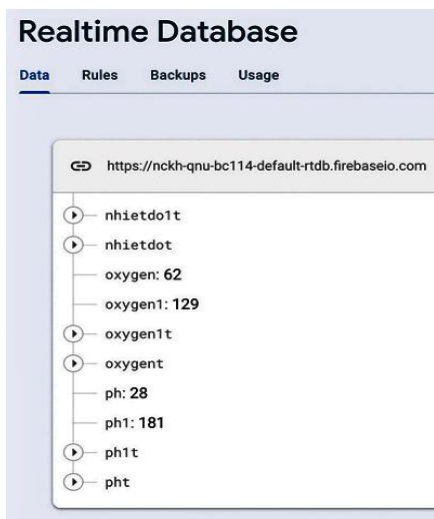 Realtime Database
Data Rules Backups Usage
https://nckh-qnu-bc114-default-rtdb.firebaseio.com
nhietdo1t
nhietdot
oxygen: 62
oxygen1: 129
oxygen1t
oxygent
ph: 28
ph1: 181
ph1t
pht